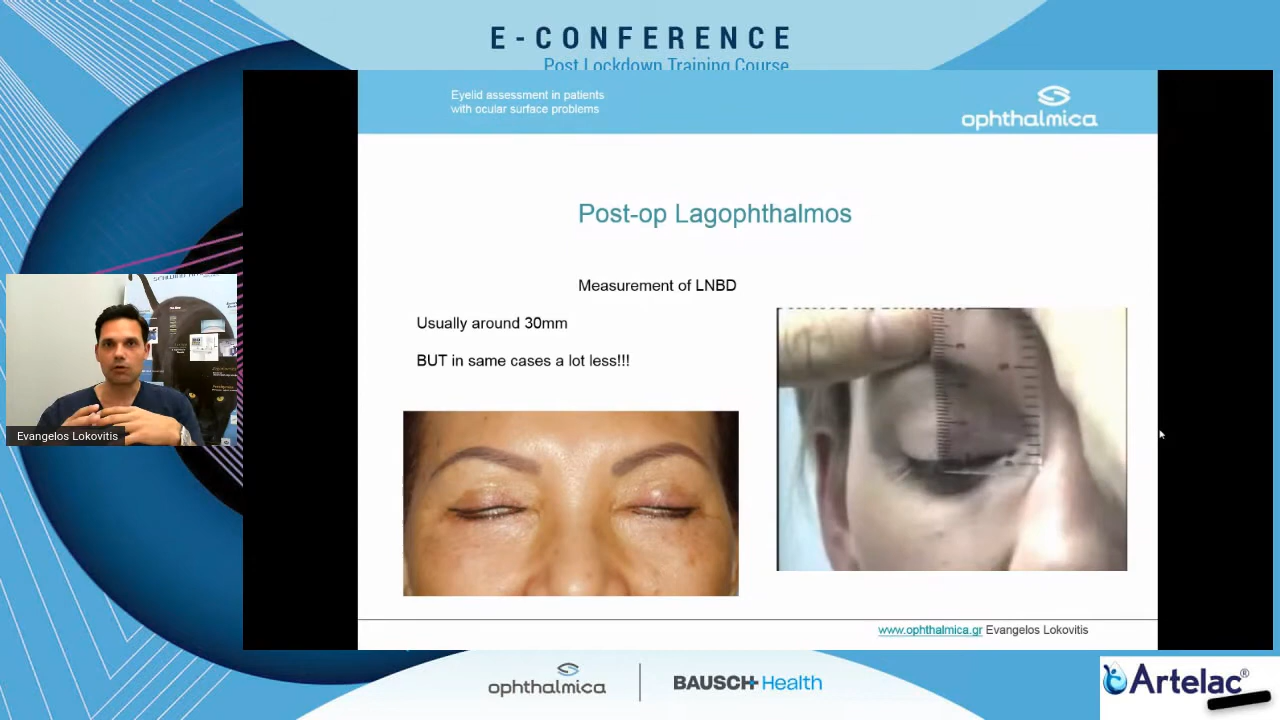 E-CONFERENCE
Post Lockdown Training Course
Eyelid assessment in patients
with ocular surface problems
ophthalmica
Post-op Lagophthalmos
Measurement of LNBD
Usually around 30mm
BUT in same cases a lot less!!!
Evangelos Lokovitis
www.ophthalmica.gr Evangelos Lokovitis
ophthalmica
BAUSCH+Health
Artelac®